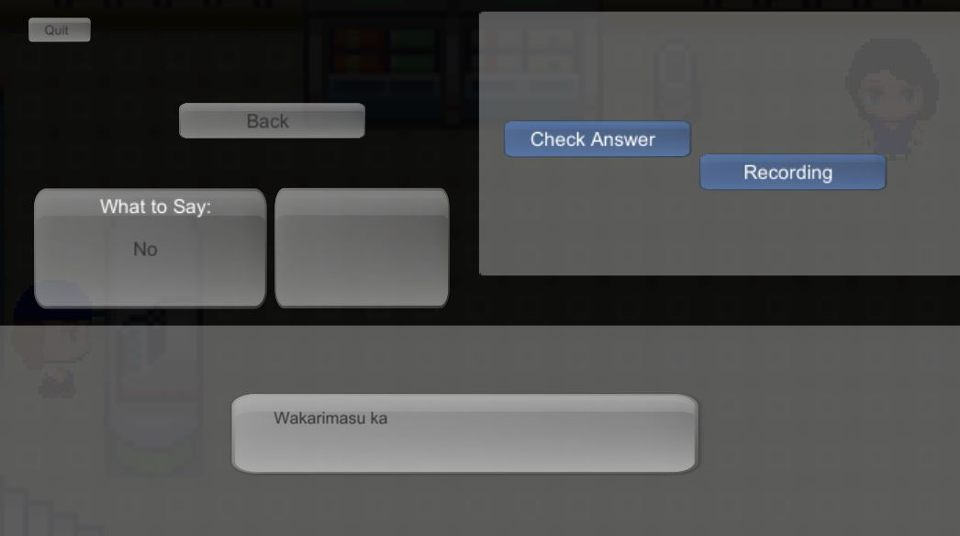 Quit
Back
Check Answer
Recording
What to Say:
No
Wakarimasu ka